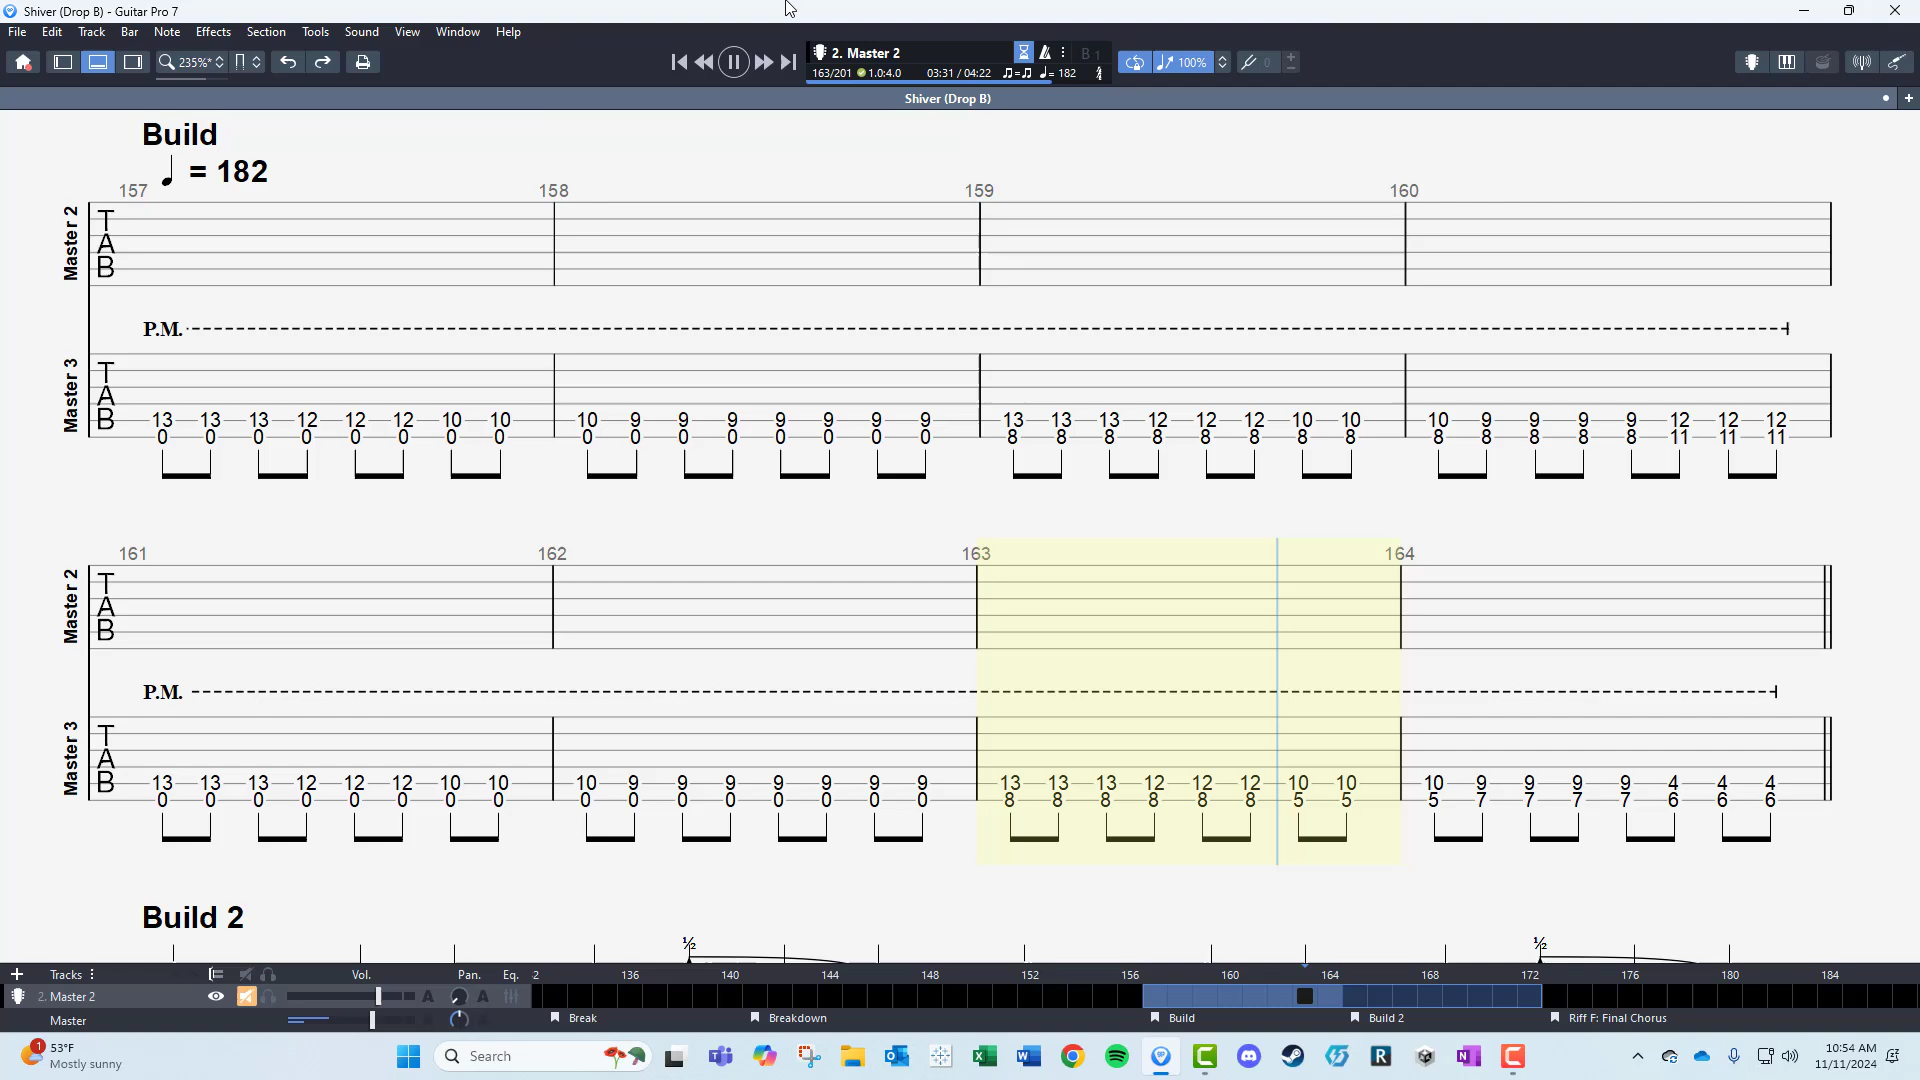 Shiver (Drop B) - Guitar Pro 7
File Edit Track Bar Note Effects Section Sound Tools View Window Help
235%* 2. Master 2 B 1 100% 0
163/201 1.0:4.0 03:31 / 04:22 ♫=♫ ♩= 182
Shiver (Drop B)
Build
♩ = 182
157 158 159 160
Master 2 T A B
P.M.
Master 3 T A B
13 13 13 12 12 12 10 10 10 9 9 9 9 9 9 9 13 13 13 12 12 12 10 10 10 9 9 9 9 12 12 12
0 0 0 0 0 0 0 0 0 0 0 0 0 0 0 0 8 8 8 8 8 8 8 8 8 8 8 8 8 11 11 11
161 162 163 164
Master 2 T A B
P.M.
Master 3 T A B
13 13 13 12 12 12 10 10 10 9 9 9 9 9 9 9 13 13 13 12 12 12 10 10 10 9 9 9 9 4 4 4
0 0 0 0 0 0 0 0 0 0 0 0 0 0 0 0 8 8 8 8 8 8 5 5 5 7 7 7 7 6 6 6
Build 2
½ ½
Tracks Vol. Pan. Eq. 2 136 140 144 148 152 156 160 164 168 172 176 180 184
2. Master 2 A A
Master Break Breakdown Build Build 2 Riff F: Final Chorus
1 53°F
Mostly sunny
Search
10:54 AM
11/11/2024